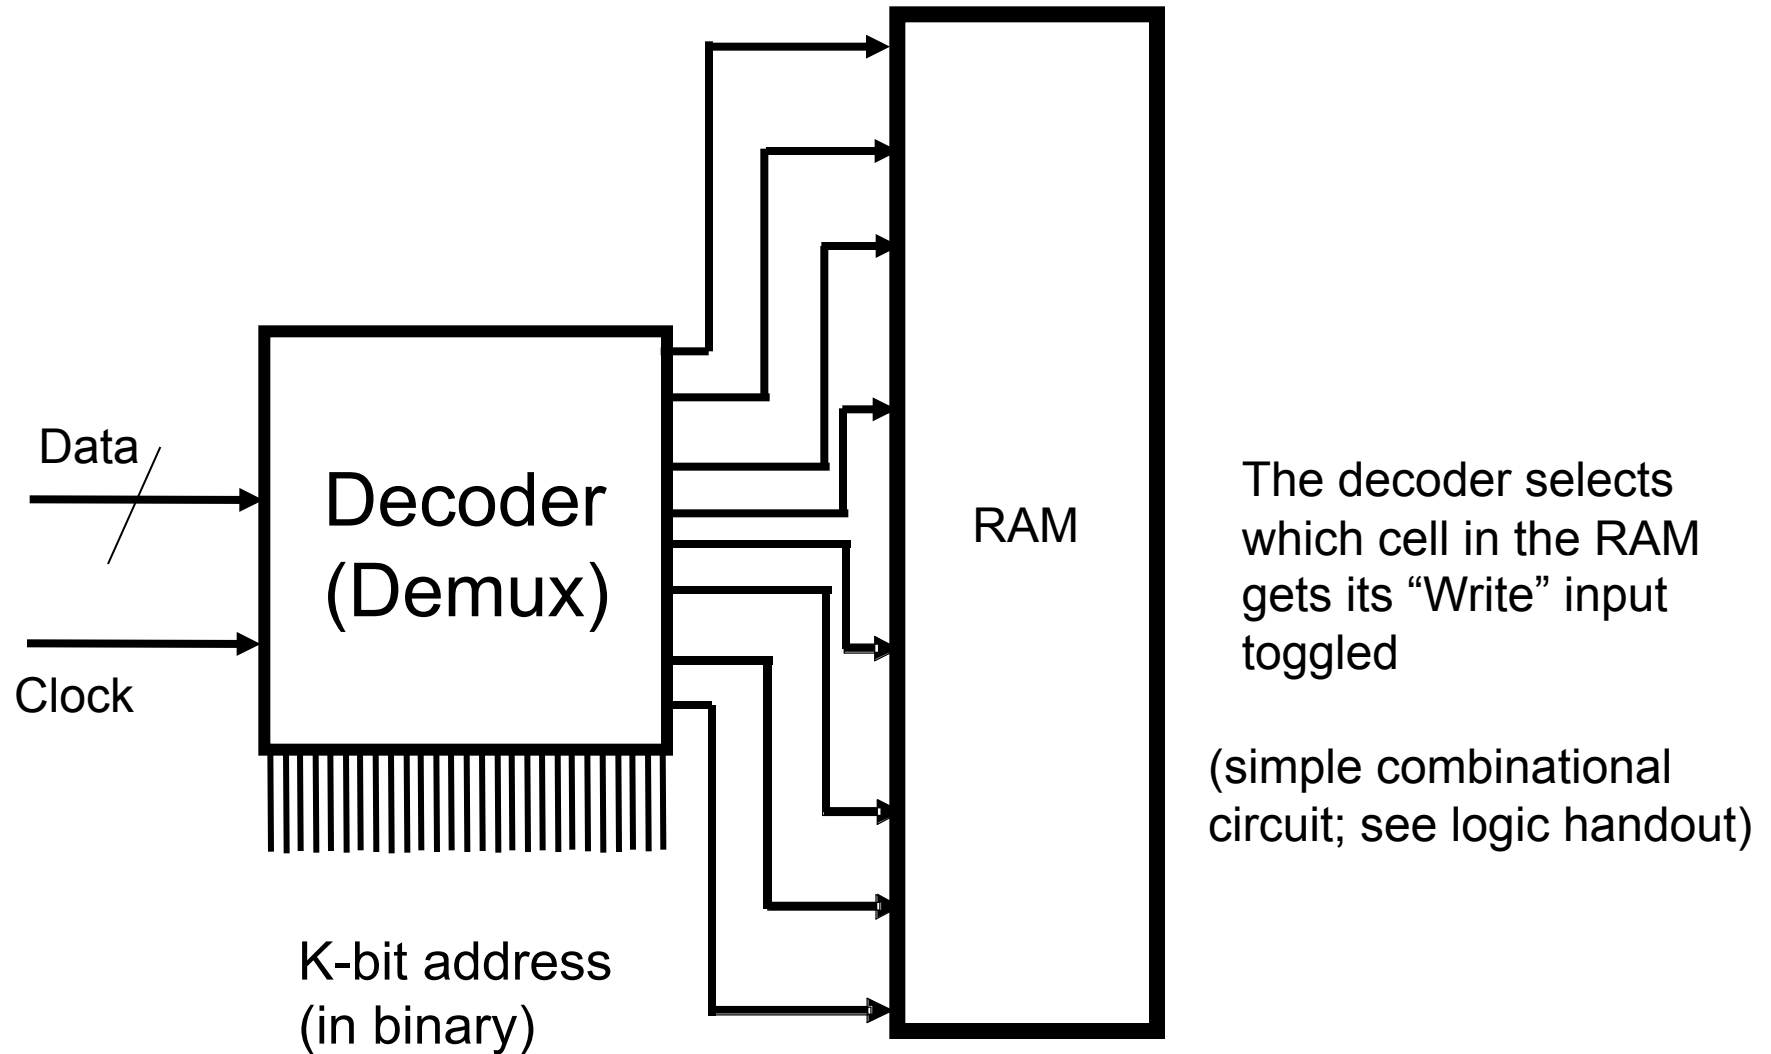 Data
Clock
Decoder
(Demux)
K-bit address
(in binary)
RAM
The decoder selects
which cell in the RAM
gets its “Write” input
toggled
(simple combinational
circuit; see logic handout)